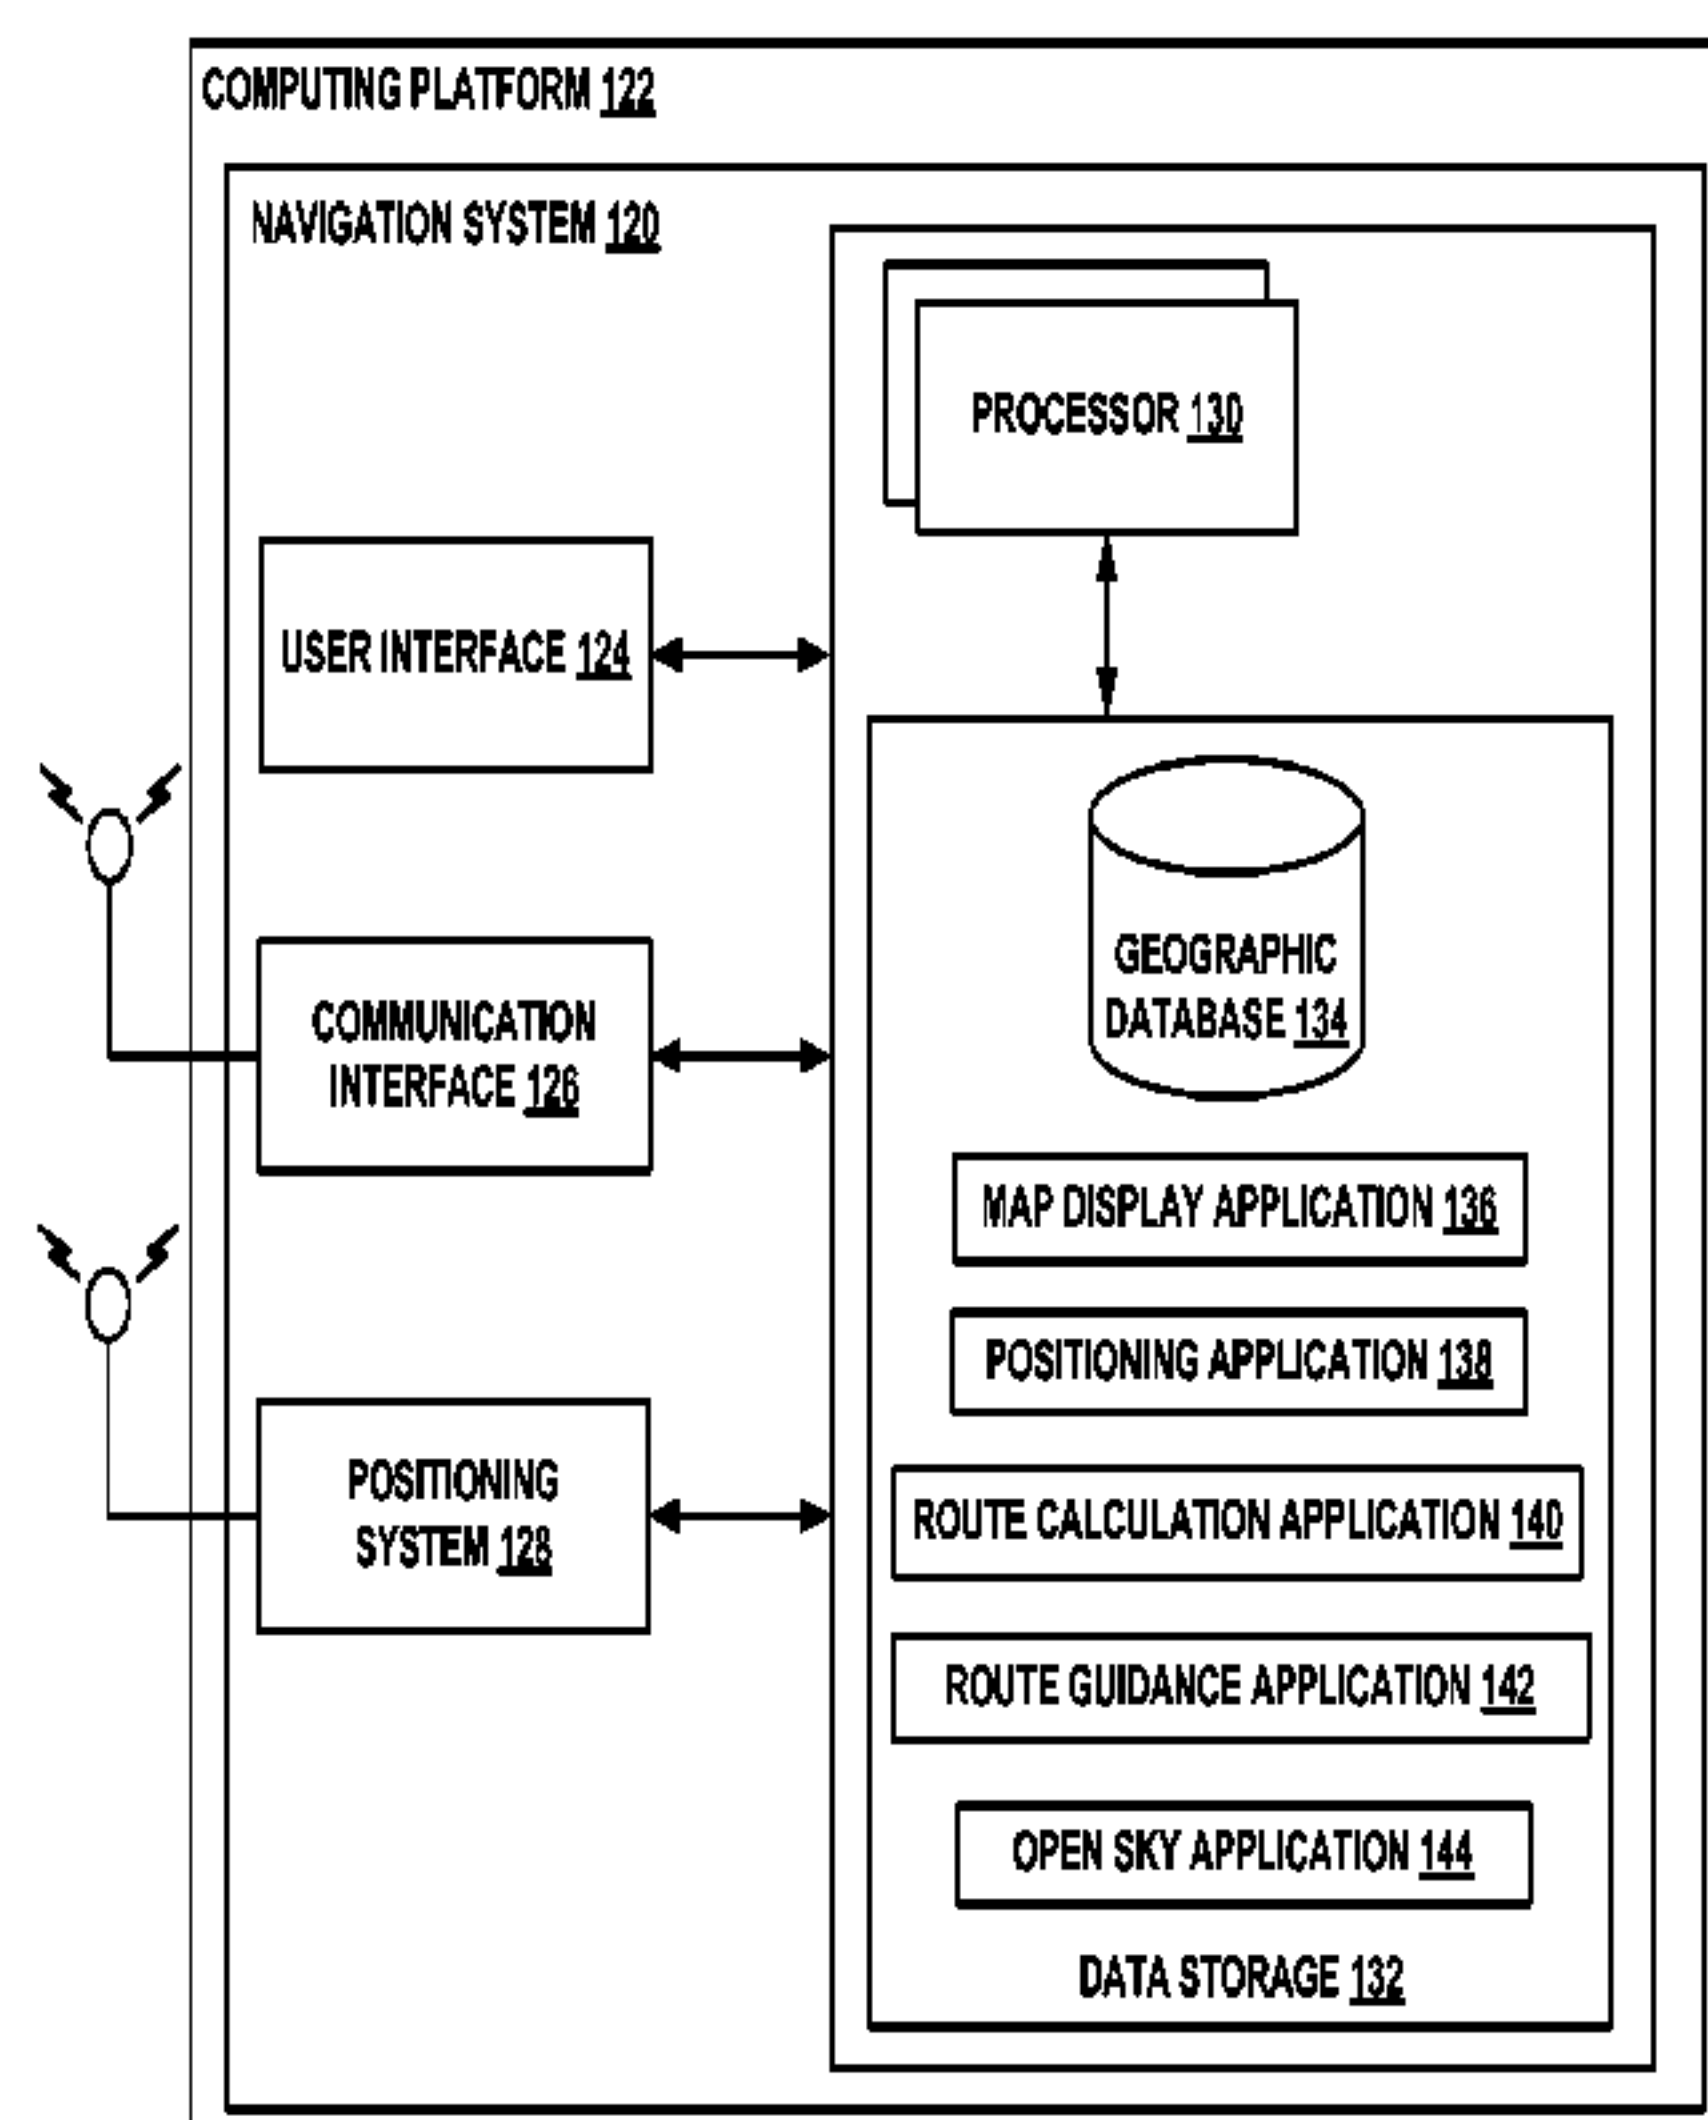 COMPUTING PLATFORM 122
NAVIGATION SYSTEM 120
PROCESSOR 130
USER INTERFACE 124
COMMUNICATION
INTERFACE 126
POSITIONING
SYSTEM 128
GEOGRAPHIC
DATABASE 134
MAP DISPLAY APPLICATION 136
POSITIONING APPLICATION 138
ROUTE CALCULATION APPLICATION 140
ROUTE GUIDANCE APPLICATION 142
OPEN SKY APPLICATION 144
DATA STORAGE 132